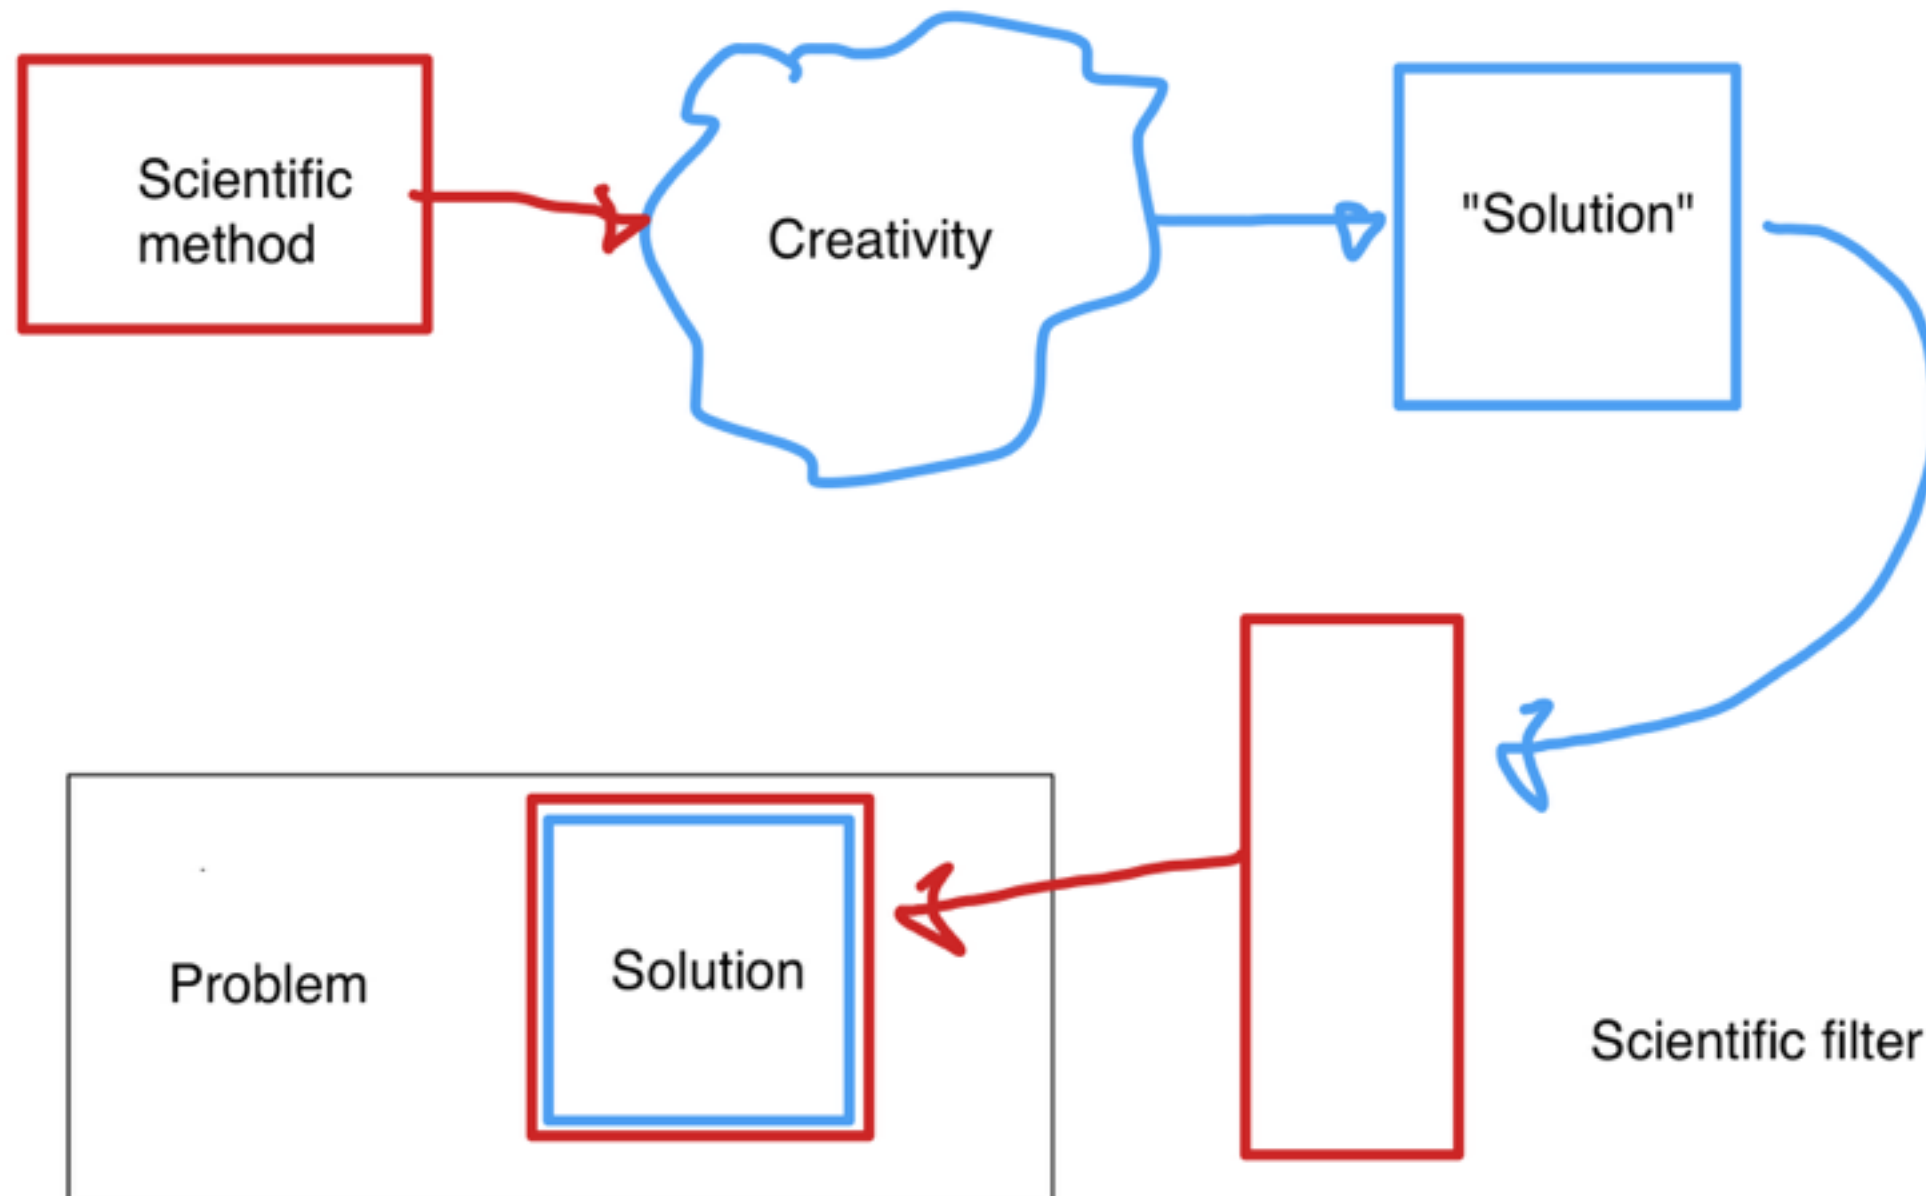 Scientific
method
Creativity
"Solution"
Problem
Solution
Scientific filter